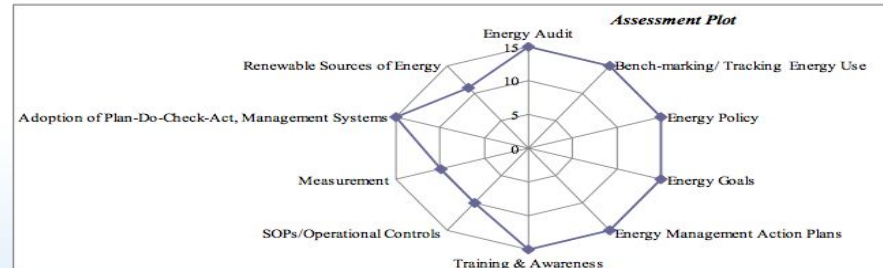 Assessment Plot
Energy Audit
15
Renewable Sources of Energy
Bench-marking/ Tracking Energy Use
10
Adoption of Plan-Do-Check-Act, Management Systems
5
Energy Policy
0
Measurement
Energy Goals
SOPs/Operational Controls
Energy Management Action Plans
Training & Awareness